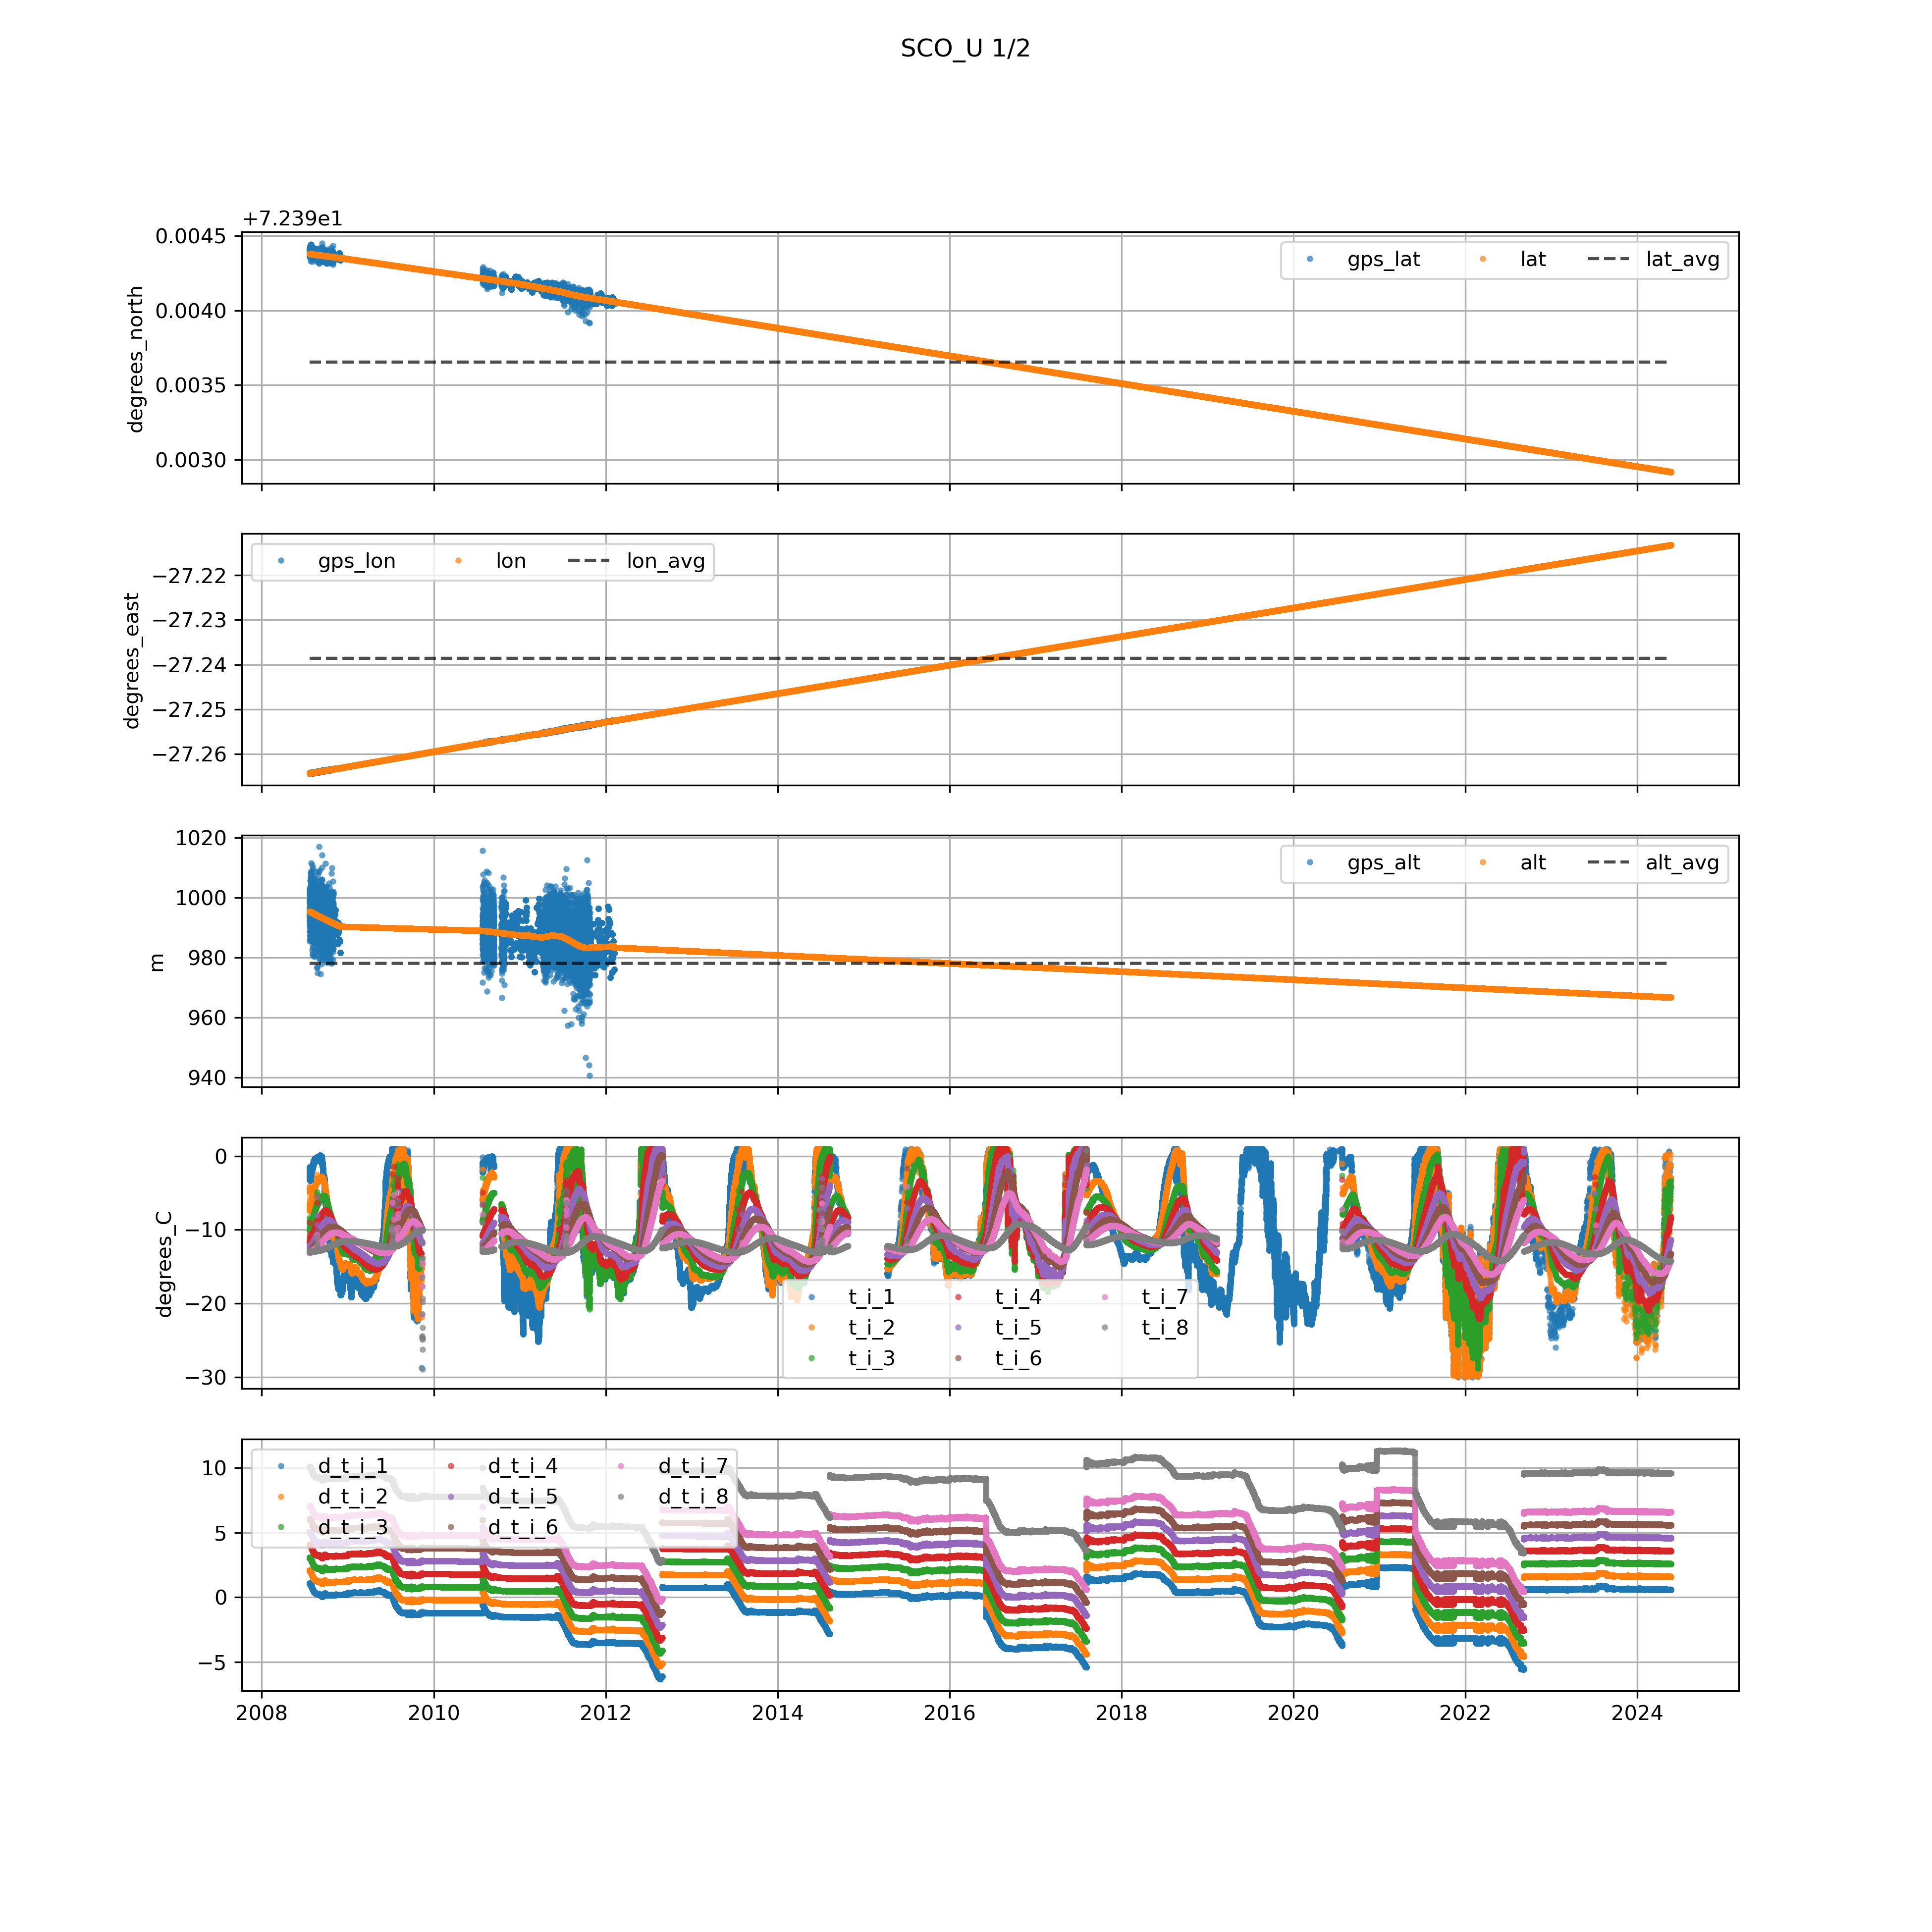 SCO_U 1/2
+7.239e1
0.0045
0.0040
0.0035
0.0030
degrees_north
gps_lat lat lat_avg
−27.22
−27.23
−27.24
−27.25
−27.26
degrees_east
gps_lon lon lon_avg
1020
1000
980
960
940
m
gps_alt alt alt_avg
0
−10
−20
−30
degrees_C
t_i_1 t_i_4 t_i_7
t_i_2 t_i_5 t_i_8
t_i_3 t_i_6
10
5
0
−5
d_t_i_1 d_t_i_4 d_t_i_7
d_t_i_2 d_t_i_5 d_t_i_8
d_t_i_3 d_t_i_6
2008 2010 2012 2014 2016 2018 2020 2022 2024